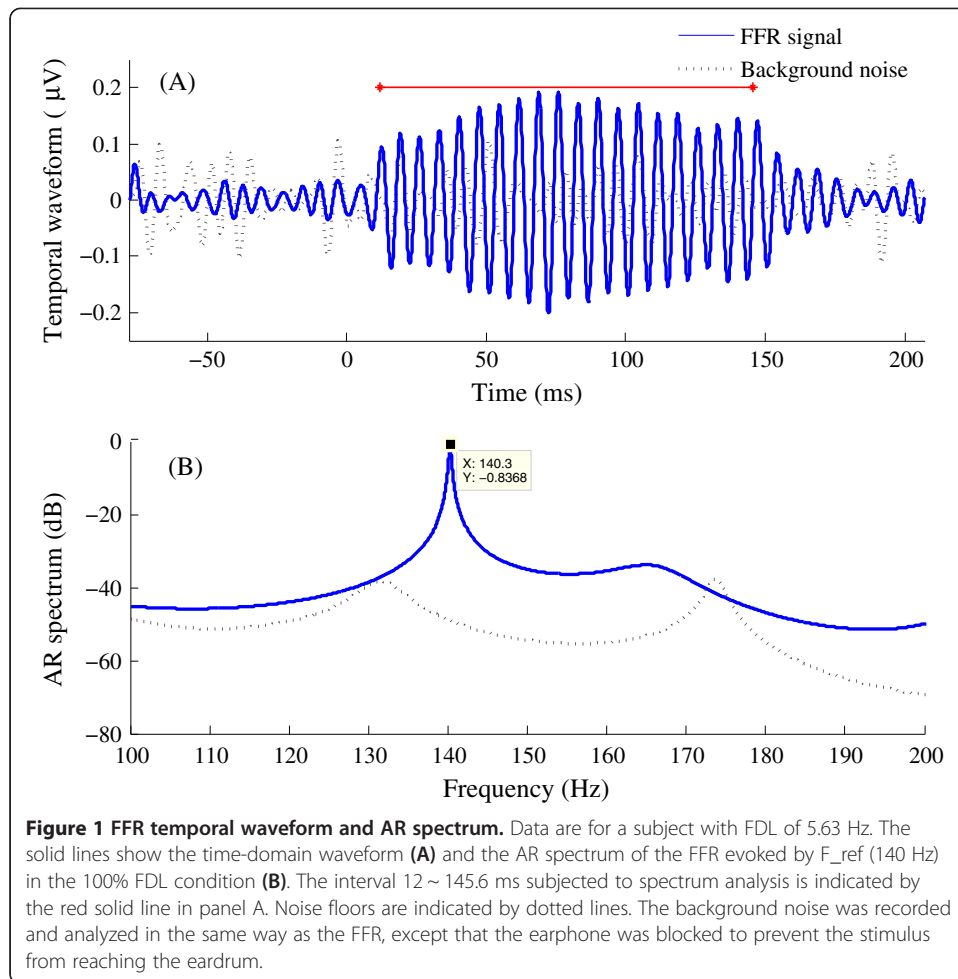 FFR signal
Background noise
(A)
Temporal waveform ( µV)
0.2
0.1
0
−0.1
−0.2
−50
0
50
100
150
200
Time (ms)
(B)
X: 140.3
Y: −0.8368
AR spectrum (dB)
0
−20
−40
−60
−80
100
110
120
130
140
150
160
170
180
190
200
Frequency (Hz)
Figure 1 FFR temporal waveform and AR spectrum. Data are for a subject with FDL of 5.63 Hz. The
solid lines show the time-domain waveform (A) and the AR spectrum of the FFR evoked by F_ref (140 Hz)
in the 100% FDL condition (B). The interval 12 ~ 145.6 ms subjected to spectrum analysis is indicated by
the red solid line in panel A. Noise floors are indicated by dotted lines. The background noise was recorded
and analyzed in the same way as the FFR, except that the earphone was blocked to prevent the stimulus
from reaching the eardrum.